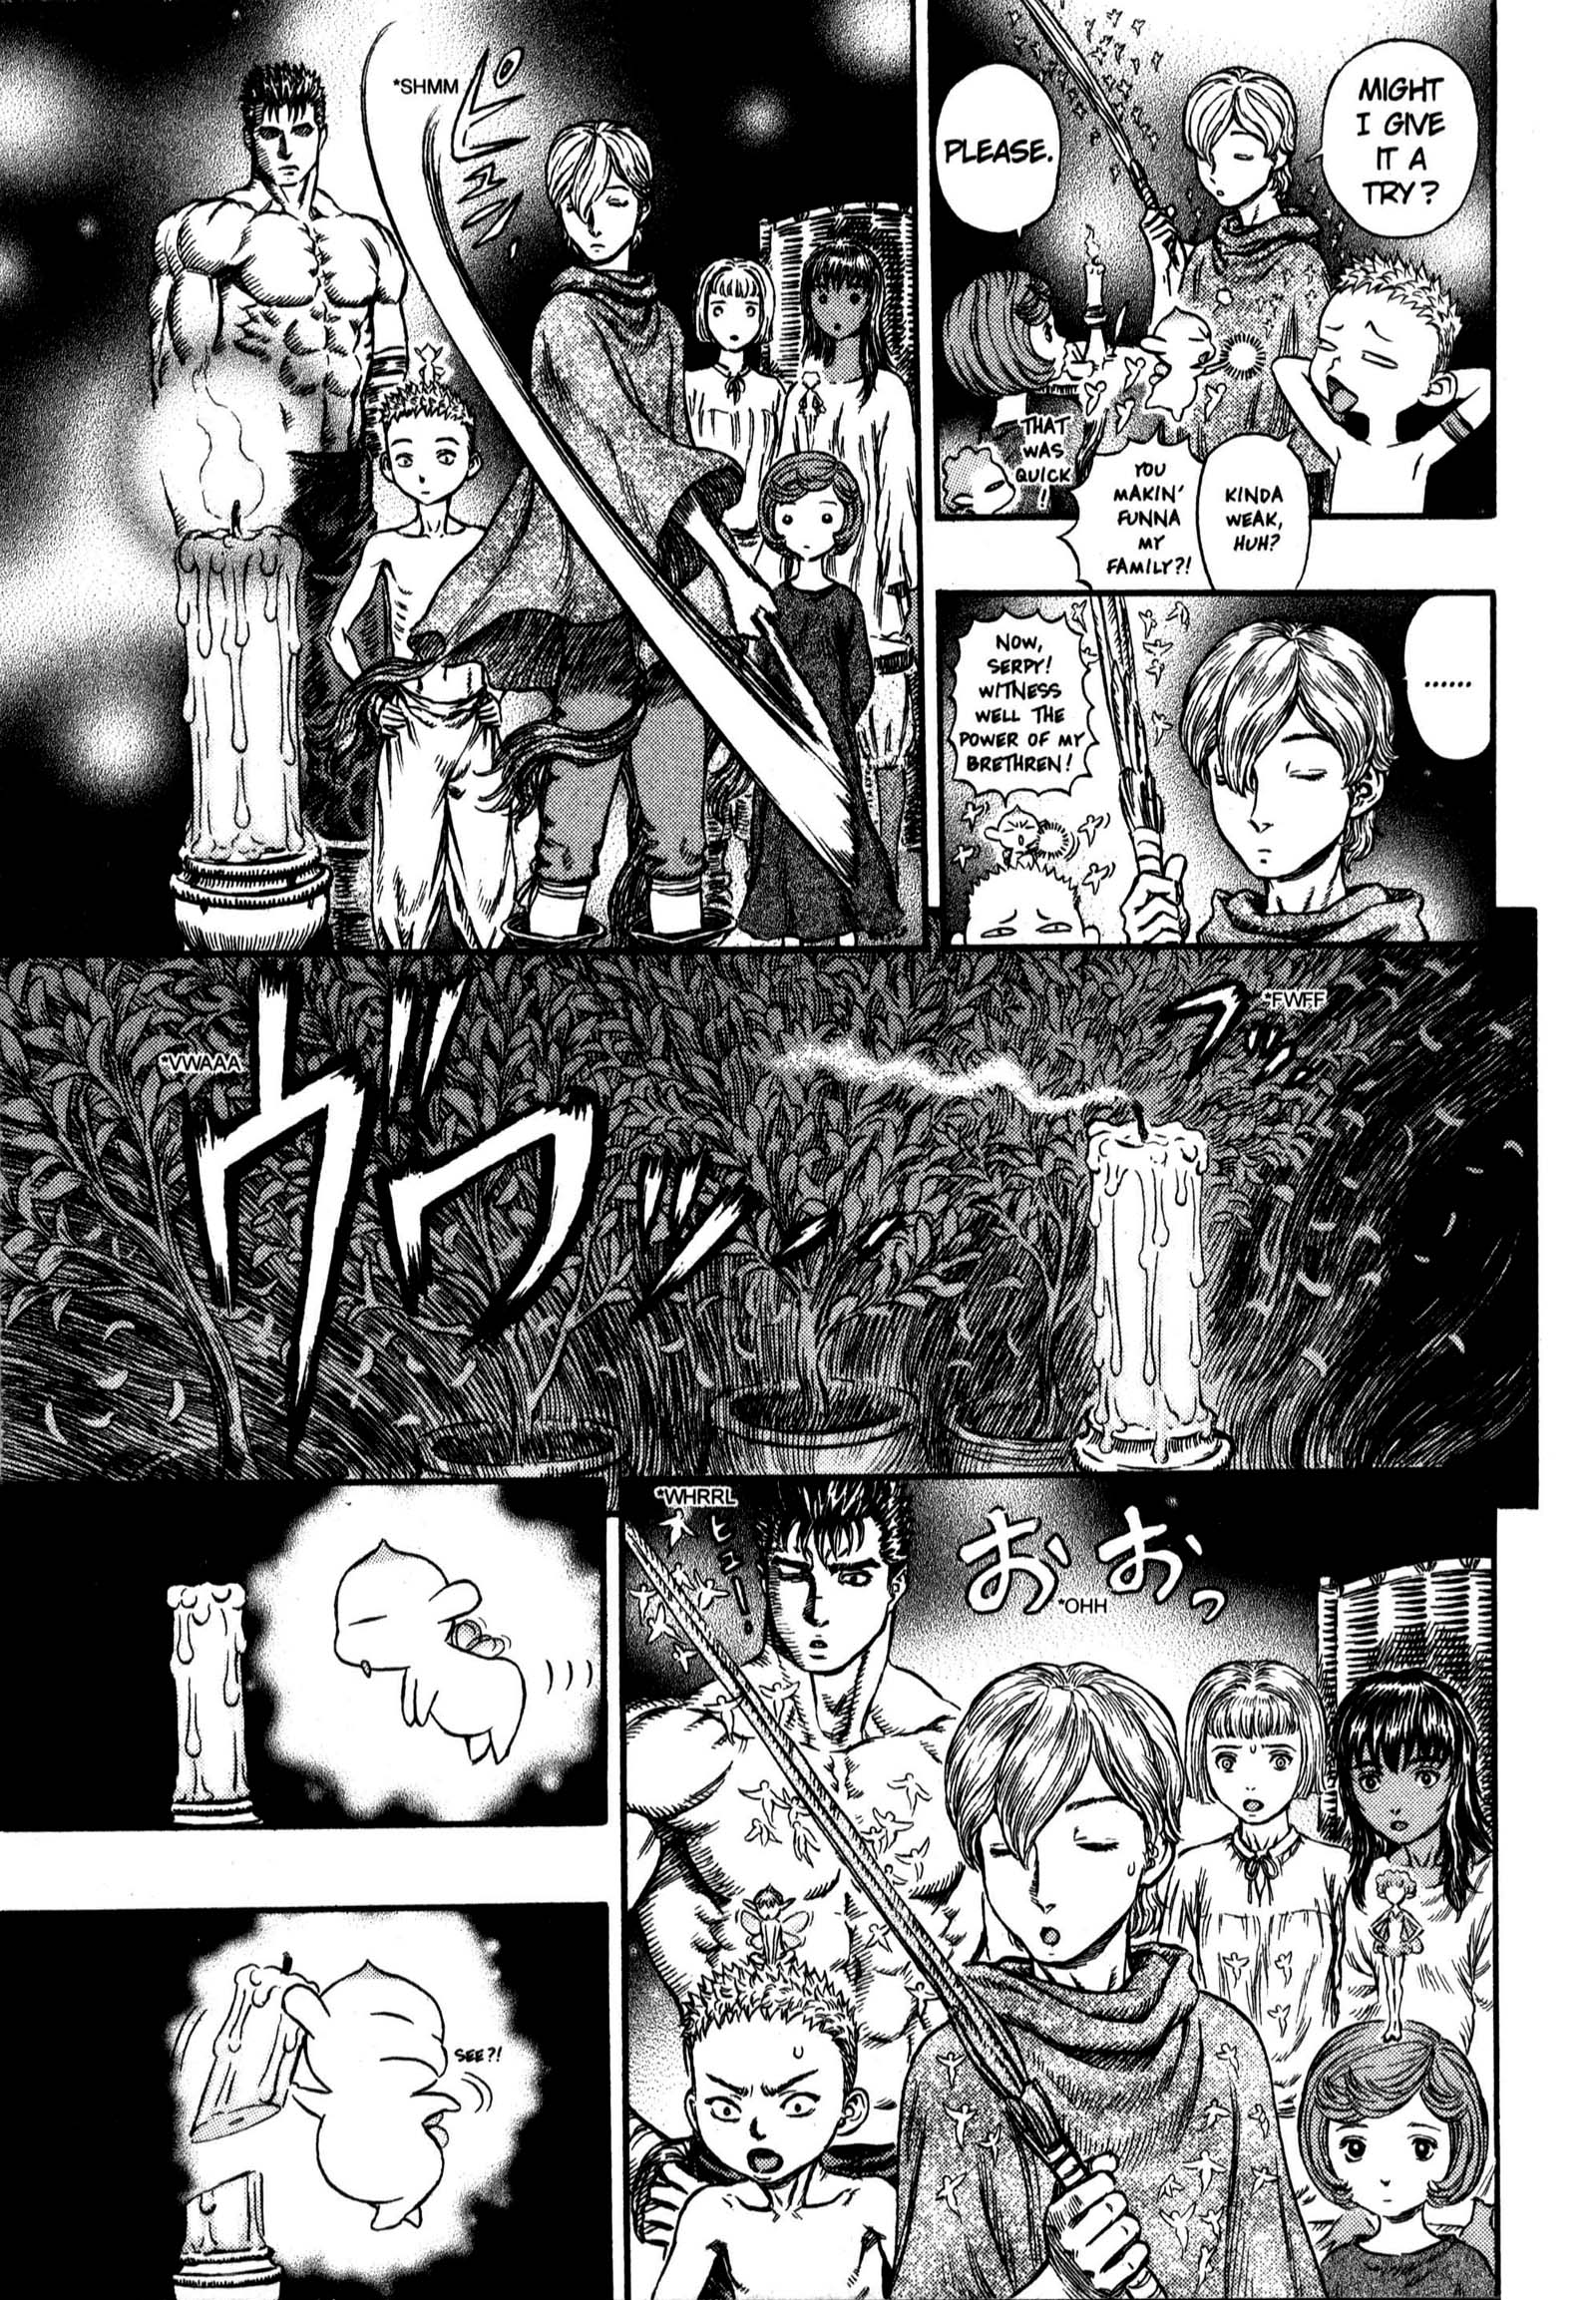 MIGHT
I GIVE
IT A
TRY?
PLEASE.
KINDA
WEAK,
HUH?
YOU
MAKIN'
FUNNA
MY
FAMILY?!
THAT
WAS
QUICK
!
......
NOW,
SERPY!
WITNESS
WELL THE
POWER OF MY
BRETHREN!
*SHMM
ピュッ
*FWFF
フッ..
*VWAAA
ヴワッ...
*WHRRL
ヒュー..
おおっ
*OHH
SEE?!